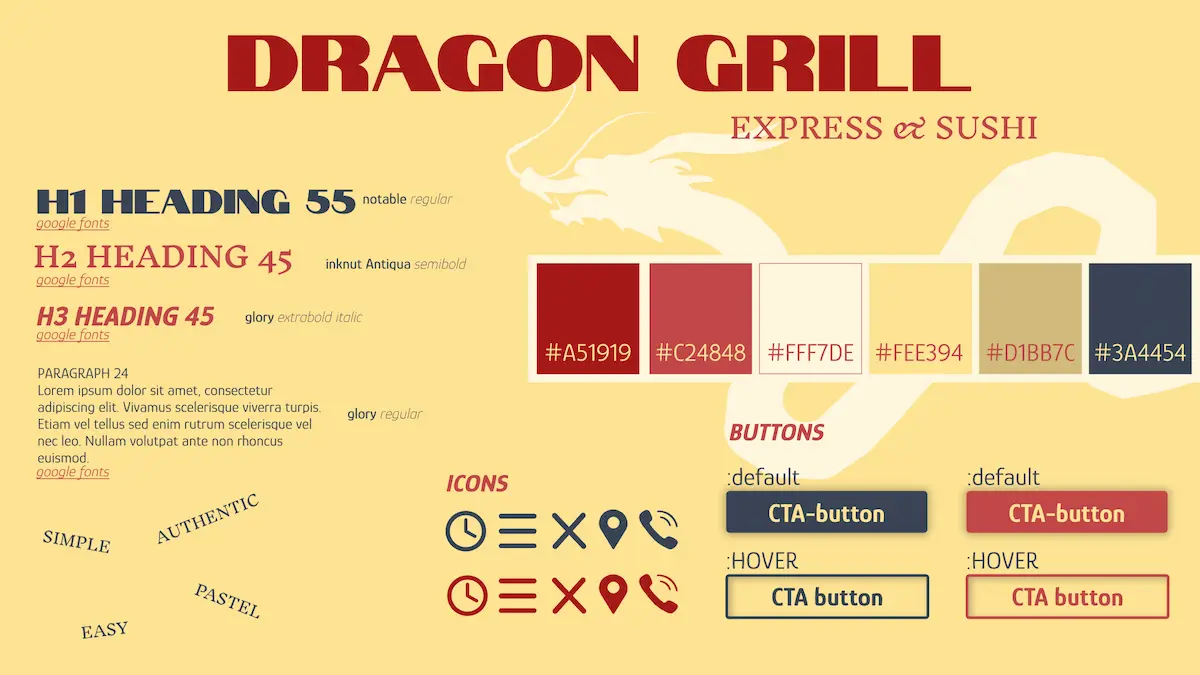 DRAGON GRILL
EXPRESS & SUSHI
H1 HEADING 55 notable regular
google fonts
H2 HEADING 45 inknut Antiqua semibold
google fonts
H3 HEADING 45 glory extrabold italic
google fonts
PARAGRAPH 24
Lorem ipsum dolor sit amet, consectetur
adipiscing elit. Vivamus scelerisque viverra turpis.
Etiam vel tellus sed enim rutrum scelerisque vel
nec leo. Nullam volutpat ante non rhoncus
euismod.
glory regular
google fonts
SIMPLE
AUTHENTIC
PASTEL
EASY
#A51919 #C24848 #FFF7DE #FEE394 #D1BB7C #3A4454
ICONS
BUTTONS
:default :default
CTA-button CTA-button
:HOVER :HOVER
CTA button CTA button